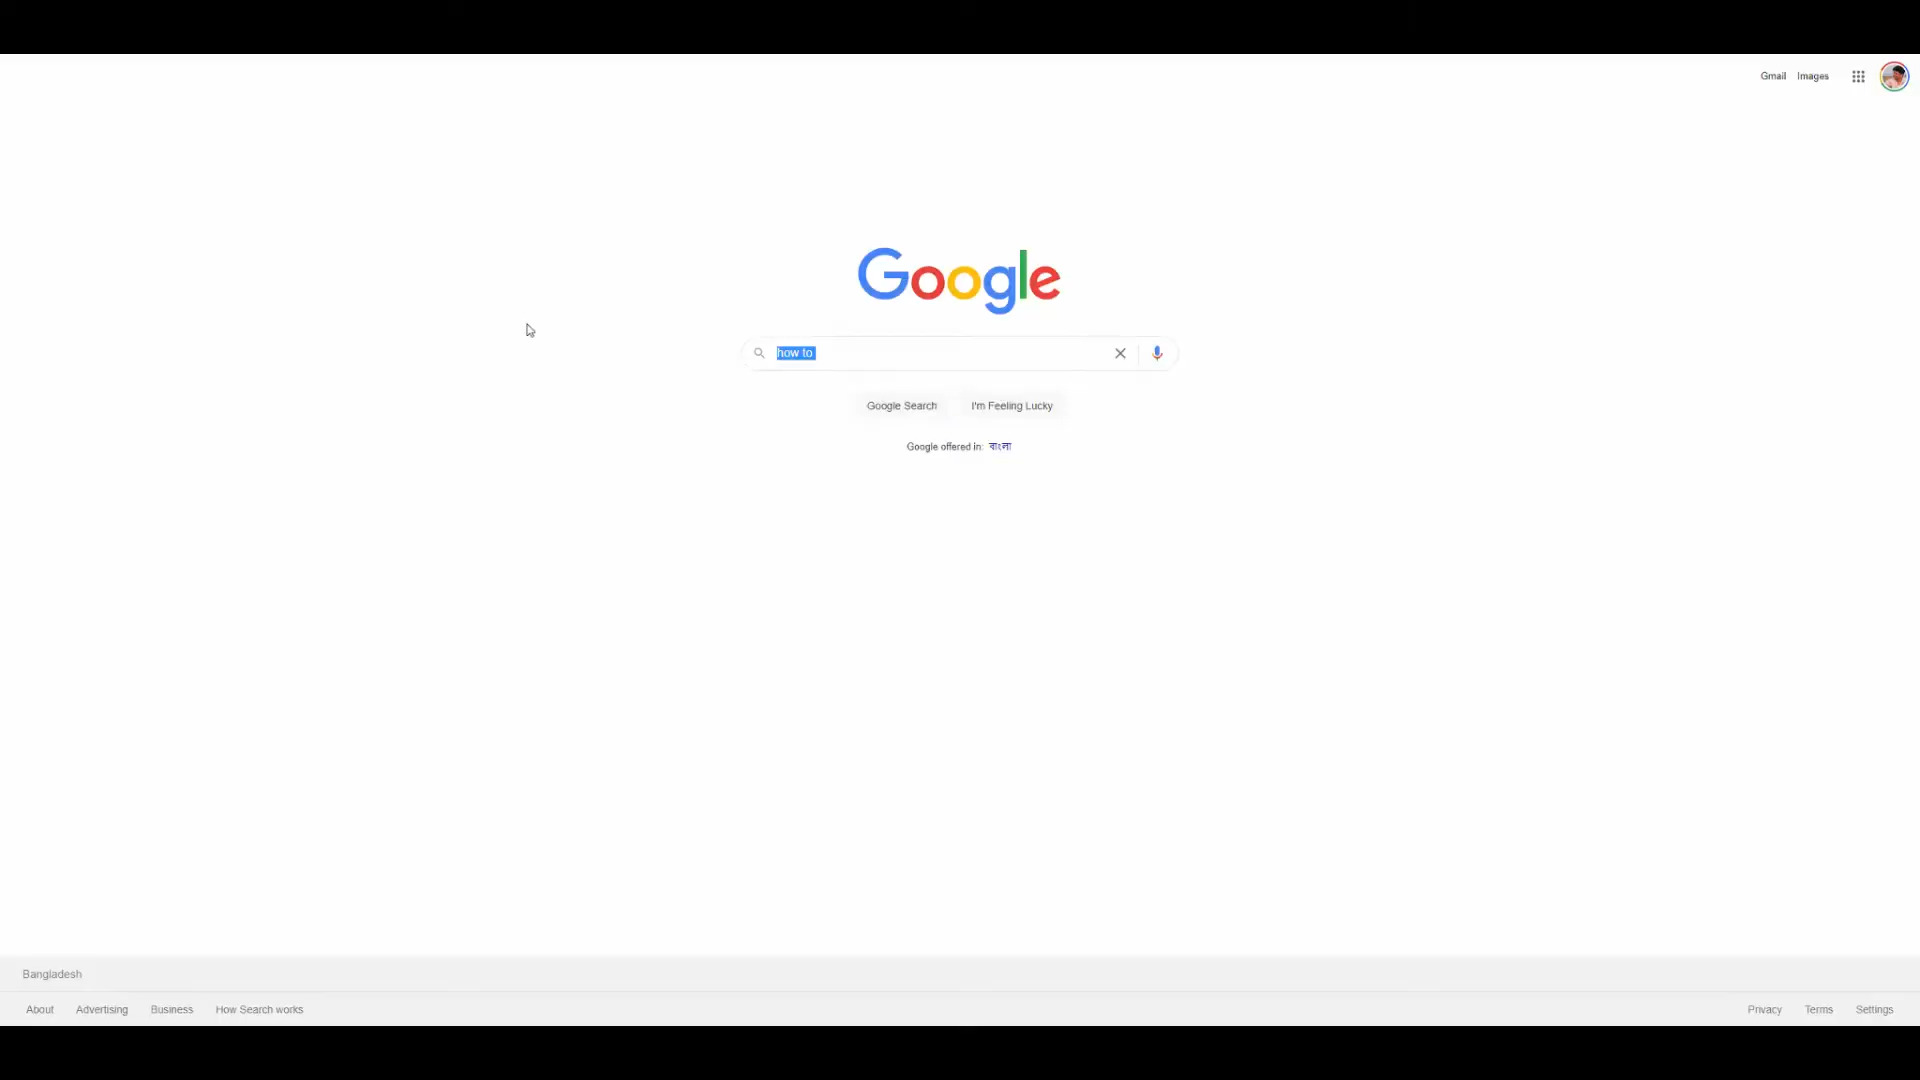 Gmail Images
Google
how to
Google Search I'm Feeling Lucky
Google offered in: বাংলা
Bangladesh
About Advertising Business How Search works Privacy Terms Settings